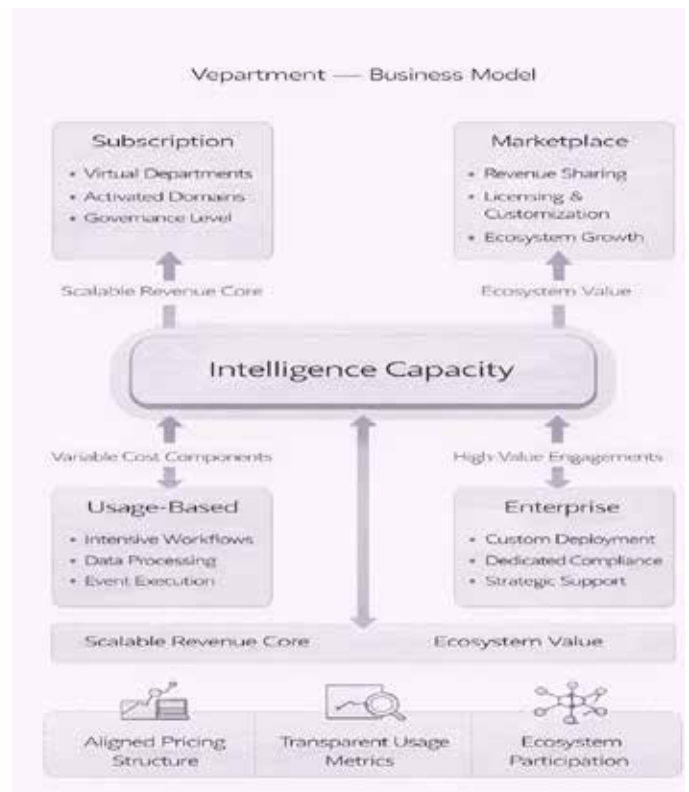 Vepartment — Business Model
Subscription
• Virtual Departments
• Activated Domains
• Governance Level
Marketplace
• Revenue Sharing
• Licensing &
Customization
• Ecosystem Growth
Scalable Revenue Core
Ecosystem Value
Intelligence Capacity
Variable Cost Components
High-Value Engagements
Usage-Based
• Intensive Workflows
• Data Processing
• Event Execution
Enterprise
• Custom Deployment
• Dedicated Compliance
• Strategic Support
Scalable Revenue Core
Ecosystem Value
Aligned Pricing
Structure
Transparent Usage
Metrics
Ecosystem
Participation